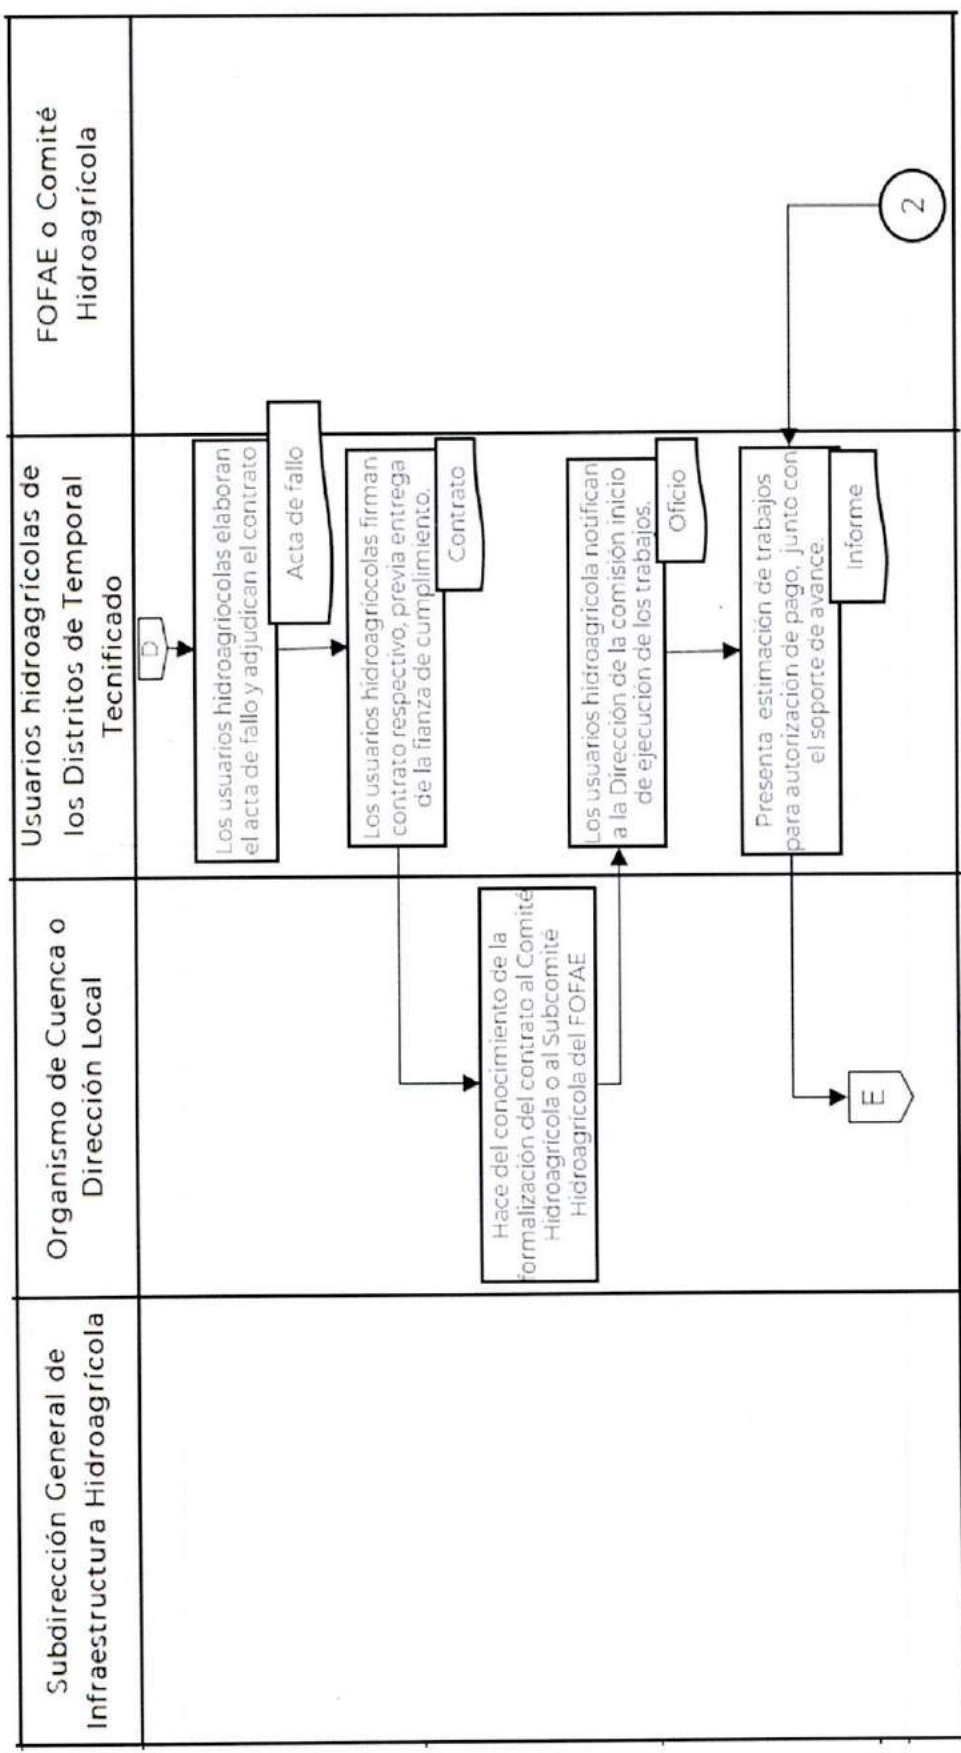 Subdirección General de
Infraestructura Hidroagrícola
Organismo de Cuenca o
Dirección Local
Usuarios hidroagrícolas de
los Distritos de Temporal
Tecnificado
FOFAE o Comité
Hidroagrícola
D
Los usuarios hidroagríocolas elaboran
el acta de fallo y adjudican el contrato
Acta de fallo
Los usuarios hidroagríocolas firman
contrato respectivo, previa entrega
de la fianza de cumplimiento.
Contrato
Hace del conocimiento de la
formalización del contrato al Comité
Hidroagrícola o al Subcomité
Hidroagrícola del FOFAE
Los usuarios hidroagrícola notifican
a la Dirección de la comisión inicio
de ejecución de los trabajos.
Oficio
Presenta estimación de trabajos
para autorización de pago, junto con
el soporte de avance.
Informe
E
2